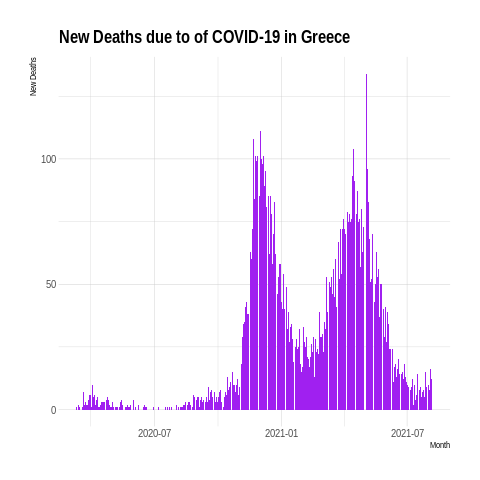 New Deaths due to of COVID-19 in Greece
New Deaths
100
50
0
2020-07
2021-01
2021-07
Month